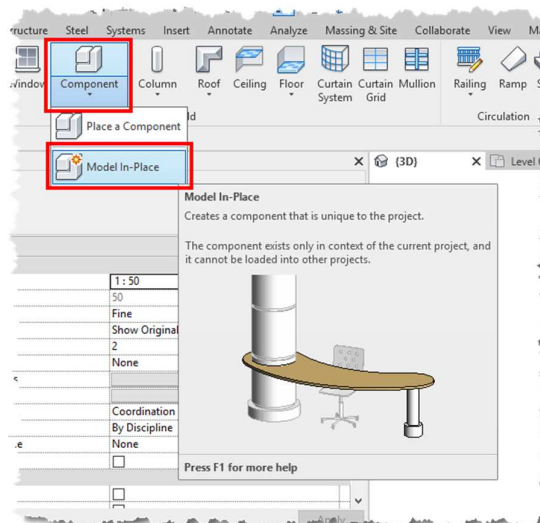 Steel Systems Insert Annotate Analyze Massing & Site Collaborate View
Component Column Roof Ceiling Floor Curtain System Curtain Grid Mullion Railing Ramp
Circulation
Place a Component
Model In-Place
{3D} Level
Model In-Place
Creates a component that is unique to the project.
The component exists only in context of the current project, and
it cannot be loaded into other projects.
1 : 50
50
Fine
Show Original
2
None
Coordination
By Discipline
None
Press F1 for more help
Apply